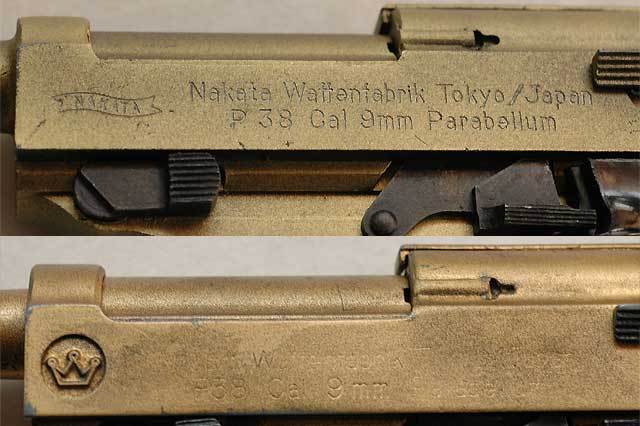 NAKATA
Nakata Waffenfabrik Tokyo/Japan
P 38 Cal 9mm Parabellum
P38 Cal 9mm